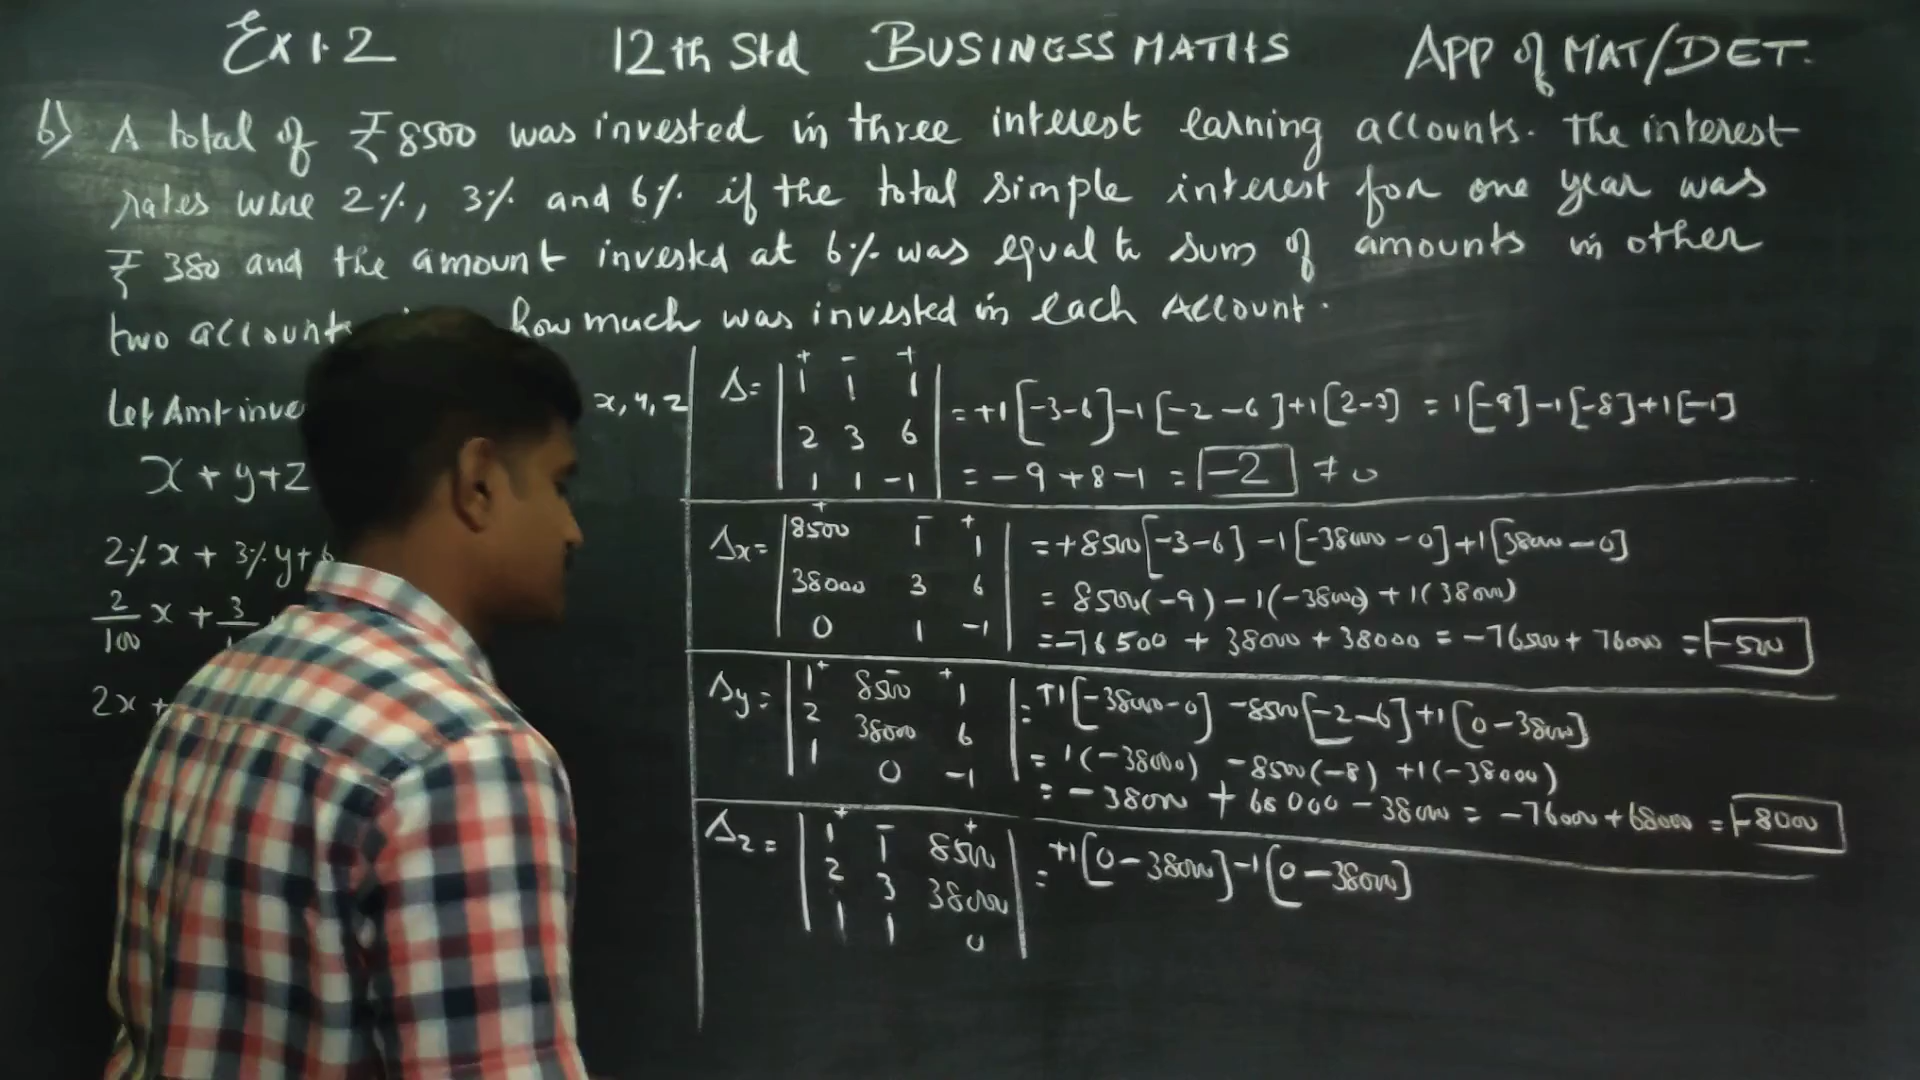 Ex 1.2 12th Std BUSINESS MATHS APP of MAT/DET.
6) A total of ₹8500 was invested in three interest earning accounts. The interest
rates were 2%, 3% and 6% if the total simple interest for one year was
₹ 380 and the amount invested at 6% was equal to sum of amounts in other
two accounts how much was invested in each Account.
Let Amt inve x, y, z
x + y + z
2% x + 3% y +
2/100 x + 3/
2x +
Δ = | 1 1 1 | = +1[-3-6] -1[-2-6] +1[2-3] = 1[-9] -1[-8] +1[-1]
| 2 3 6 |
| 1 1 -1 | = -9 + 8 - 1 = -2 ≠ 0
Δx = | 8500 1 1 | = +8500[-3-6] -1[-38000-0] +1[38000-0]
| 38000 3 6 | = 8500(-9) -1(-38000) +1(38000)
| 0 1 -1 | = -76500 + 38000 + 38000 = -76500 + 76000 = -500
Δy = | 1 8500 1 | = +1[-38000-0] -8500[-2-6] +1[0-38000]
| 2 38000 6 | = 1(-38000) -8500(-8) +1(-38000)
| 1 0 -1 | = -38000 + 68000 - 38000 = -76000 + 68000 = -8000
Δz = | 1 1 8500 | = +1[0-38000] -1[0-38000]
| 2 3 38000 |
| 1 1 0 |